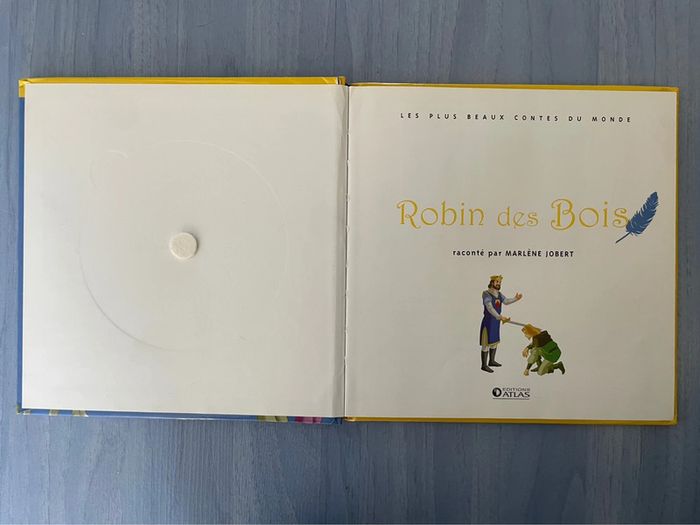 LES PLUS BEAUX CONTES DU MONDE
Robin des Bois
raconté par MARLÈNE JOBERT
EDITIONS
ATLAS